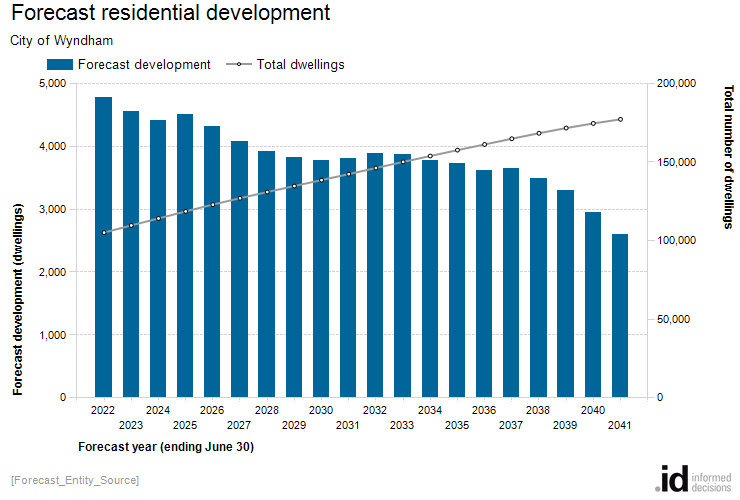 Forecast residential development
City of Wyndham
Forecast development Total dwellings
5,000 200,000
4,000 150,000
3,000 100,000
2,000
50,000
1,000
0 0
Forecast development (dwellings)
Total number of dwellings
2022 2024 2026 2028 2030 2032 2034 2036 2038 2040
2023 2025 2027 2029 2031 2033 2035 2037 2039 2041
Forecast year (ending June 30)
[Forecast_Entity_Source]
.id informed
decisions